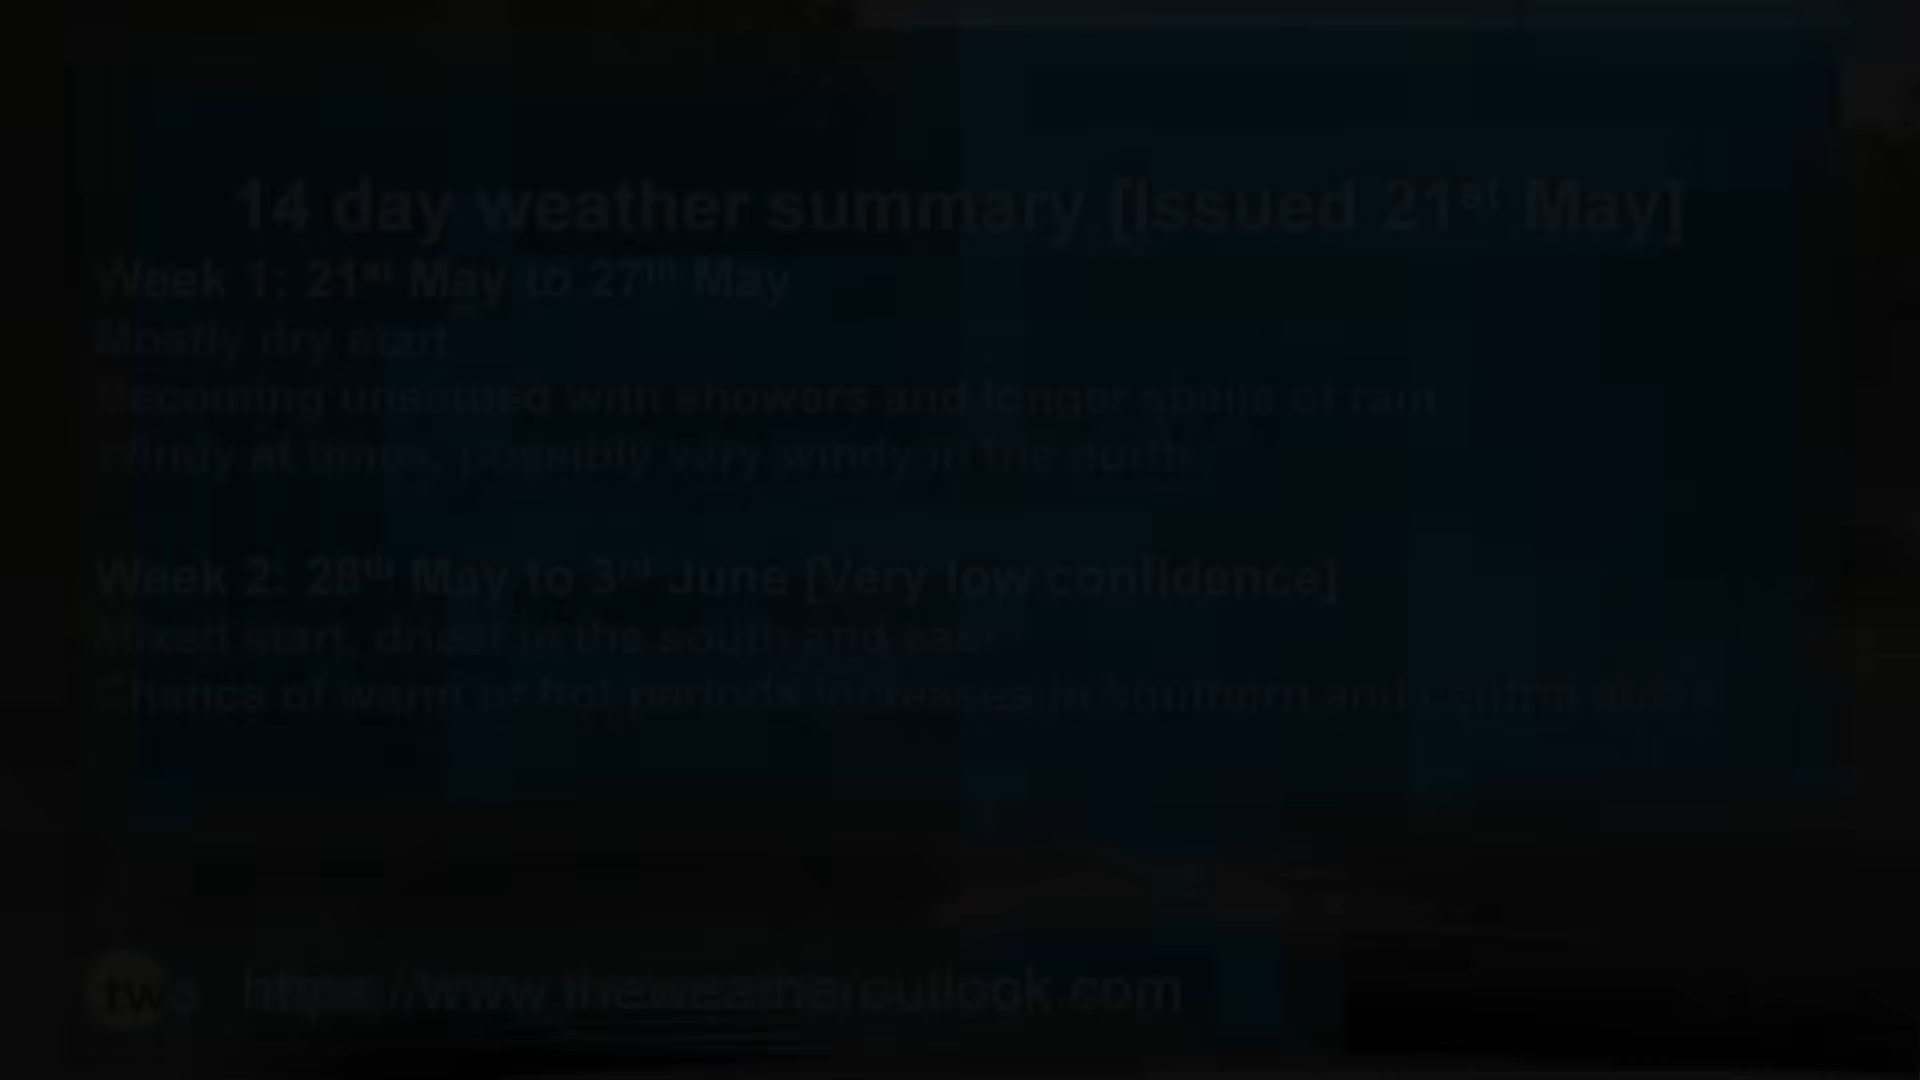 14 day weather summary [Issued 21st May]
Week 1: 21st May to 27th May
Mostly dry start
Becoming unsettled with showers and longer spells of rain
Windy at times, possibly very windy in the north
Week 2: 28th May to 3rd June [Very low confidence]
Mixed start, driest in the south and east
Chance of warm or hot periods increases in southern and central
two https://www.theweatheroutlook.com